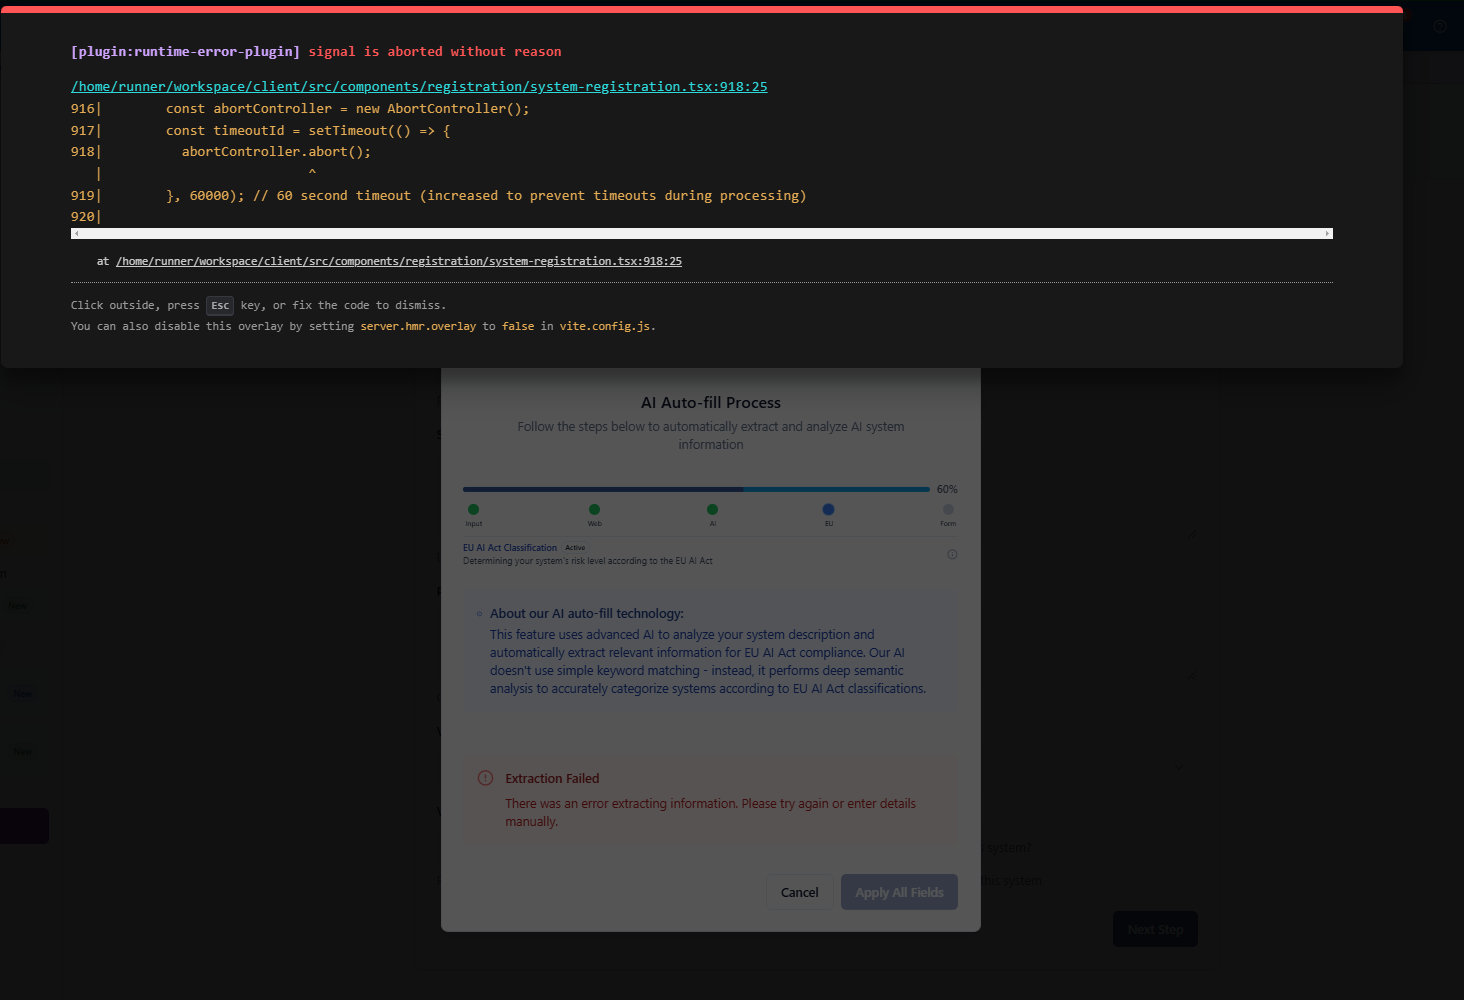 [plugin:runtime-error-plugin] signal is aborted without reason
/home/runner/workspace/client/src/components/registration/system-registration.tsx:918:25
916|        const abortController = new AbortController();
917|        const timeoutId = setTimeout(() => {
918|          abortController.abort();
   |                          ^
919|        }, 60000); // 60 second timeout (increased to prevent timeouts during processing)
920|
at /home/runner/workspace/client/src/components/registration/system-registration.tsx:918:25
Click outside, press Esc key, or fix the code to dismiss.
You can also disable this overlay by setting server.hmr.overlay to false in vite.config.js.
AI Auto-fill Process
Follow the steps below to automatically extract and analyze AI system
information
60%
Input Web AI EU Form
EU AI Act Classification Active
Determining your system's risk level according to the EU AI Act
New
About our AI auto-fill technology:
This feature uses advanced AI to analyze your system description and
automatically extract relevant information for EU AI Act compliance. Our AI
doesn't use simple keyword matching - instead, it performs deep semantic
analysis to accurately categorize systems according to EU AI Act classifications.
New
New
Extraction Failed
There was an error extracting information. Please try again or enter details
manually.
system?
this system
Cancel
Apply All Fields
Next Step